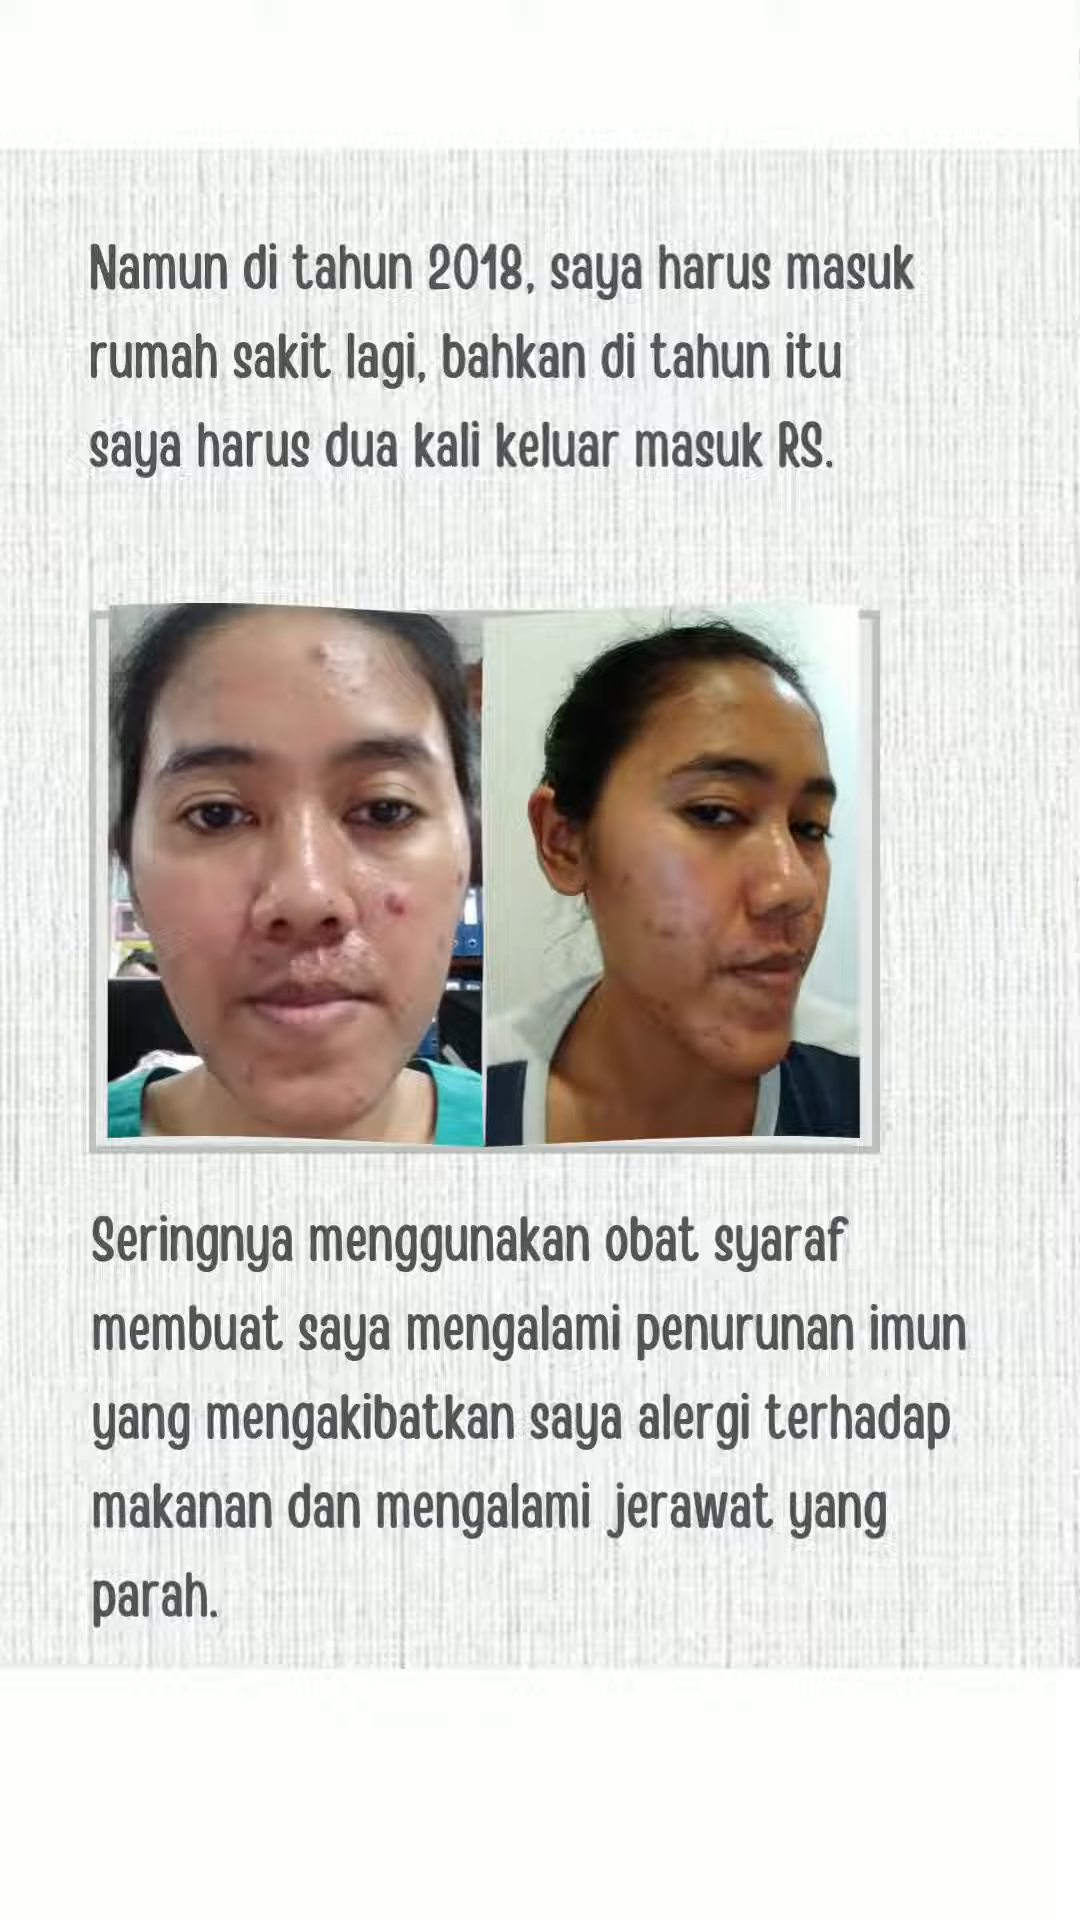 Namun di tahun 2018, saya harus masuk
rumah sakit lagi, bahkan di tahun itu
saya harus dua kali keluar masuk RS.
Seringnya menggunakan obat syaraf
membuat saya mengalami penurunan imun
yang mengakibatkan saya alergi terhadap
makanan dan mengalami jerawat yang
parah.